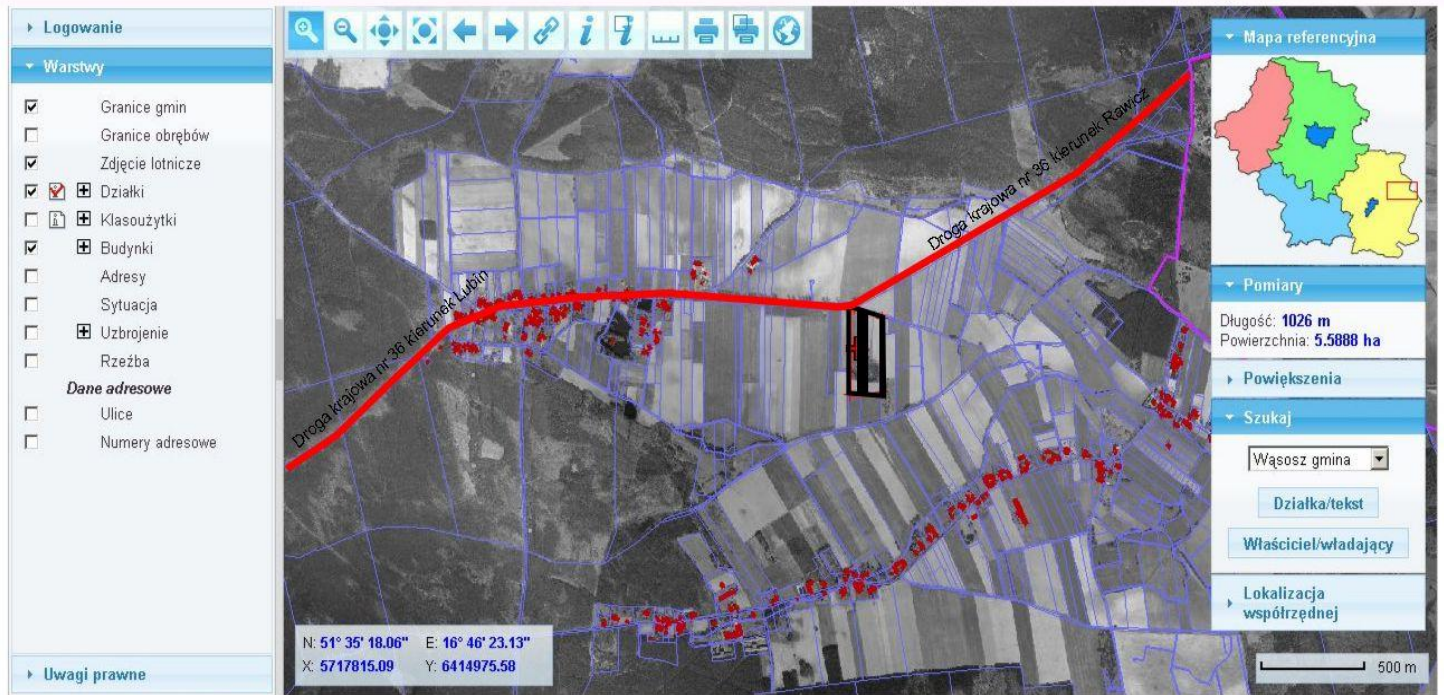 Logowanie
Warstwy
Granice gmin
Granice obrębów
Zdjęcie lotnicze
Działki
Klasoużytki
Budynki
Adresy
Sytuacja
Uzbrojenie
Rzeźba
Dane adresowe
Ulice
Numery adresowe
Uwagi prawne
Droga krajowa nr 36 kierunek Lubin
Droga krajowa nr 36 kierunek Rawicz
N: 51° 35' 18.06" E: 16° 46' 23.13"
X: 5717815.09 Y: 6414975.58
Mapa referencyjna
Pomiary
Długość: 1026 m
Powierzchnia: 5.5888 ha
Powiększenia
Szukaj
Wąsosz gmina
Działka/tekst
Właściciel/władający
Lokalizacja
współrzędnej
500 m